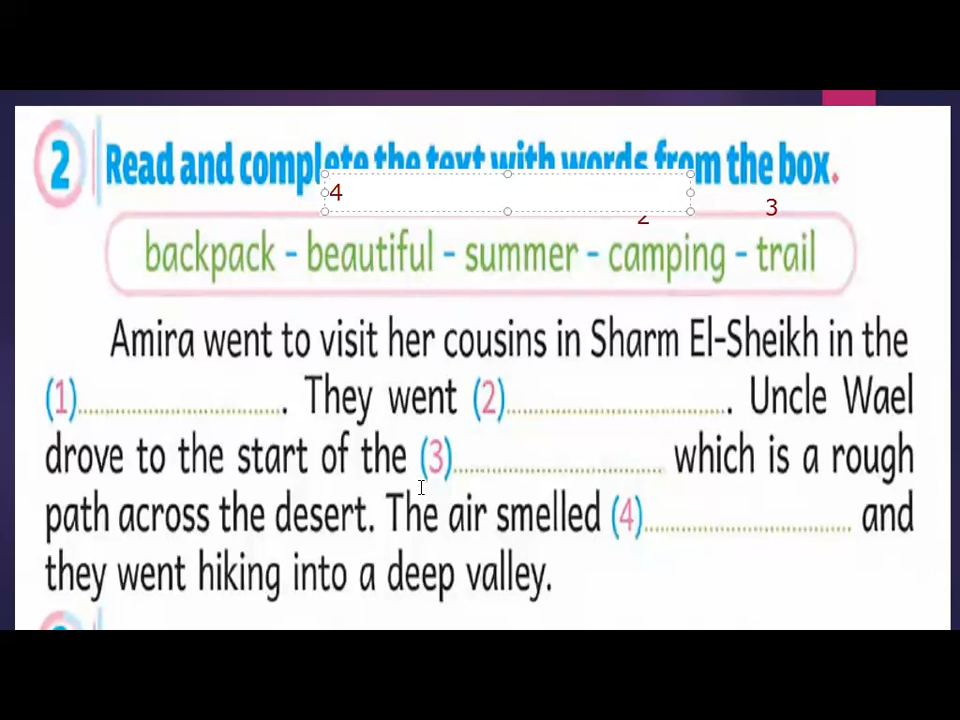 2 Read and complete the text with words from the box.
4
2 3
backpack - beautiful - summer - camping - trail
Amira went to visit her cousins in Sharm El-Sheikh in the
(1)............................. . They went (2)............................. . Uncle Wael
drove to the start of the (3)............................. which is a rough
path across the desert. The air smelled (4)............................. and
they went hiking into a deep valley.